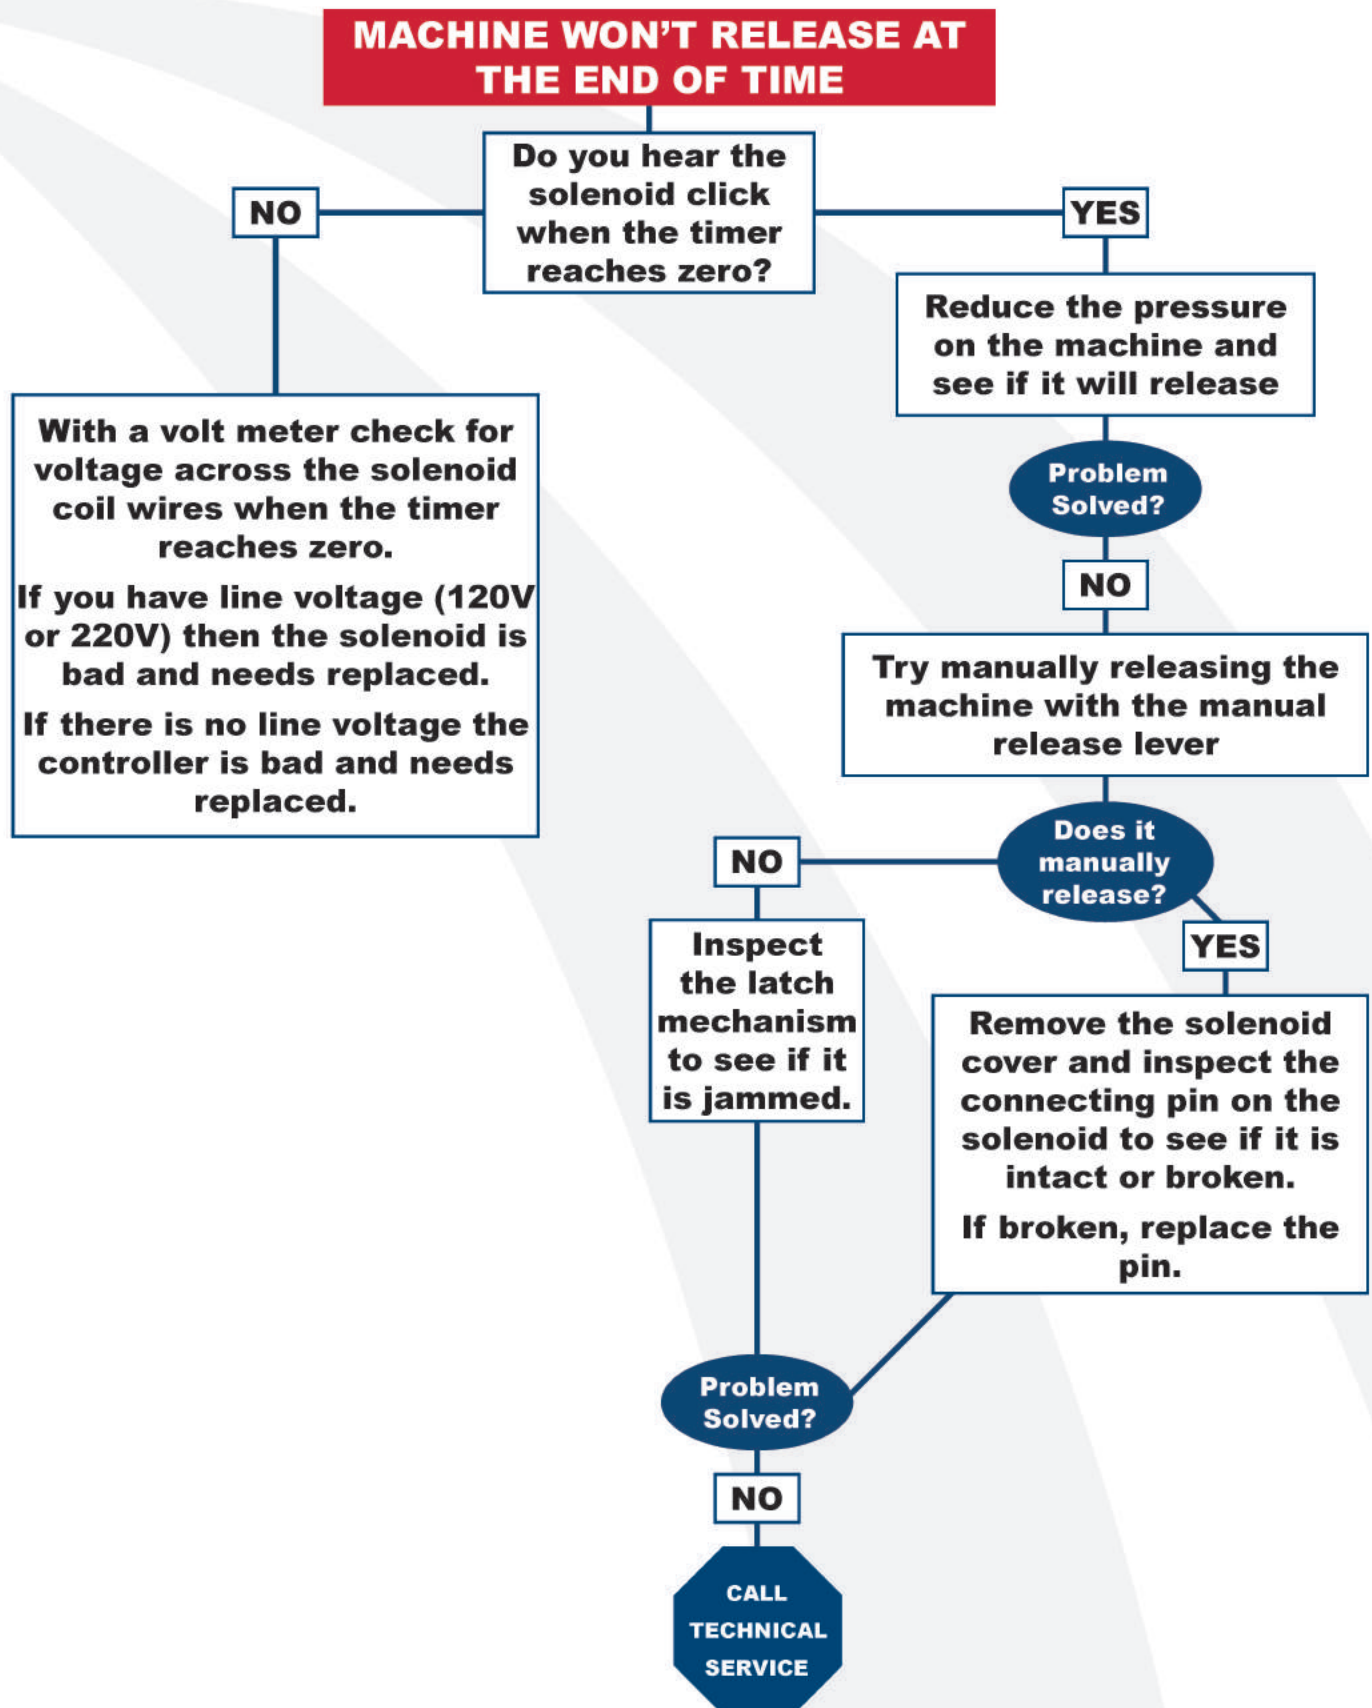 MACHINE WON'T RELEASE AT
THE END OF TIME
Do you hear the
solenoid click
when the timer
reaches zero?
NO
YES
With a volt meter check for
voltage across the solenoid
coil wires when the timer
reaches zero.
If you have line voltage (120V
or 220V) then the solenoid is
bad and needs replaced.
If there is no line voltage the
controller is bad and needs
replaced.
Reduce the pressure
on the machine and
see if it will release
Problem
Solved?
NO
Try manually releasing the
machine with the manual
release lever
Does it
manually
release?
NO
YES
Inspect
the latch
mechanism
to see if it
is jammed.
Remove the solenoid
cover and inspect the
connecting pin on the
solenoid to see if it is
intact or broken.
If broken, replace the
pin.
Problem
Solved?
NO
CALL
TECHNICAL
SERVICE